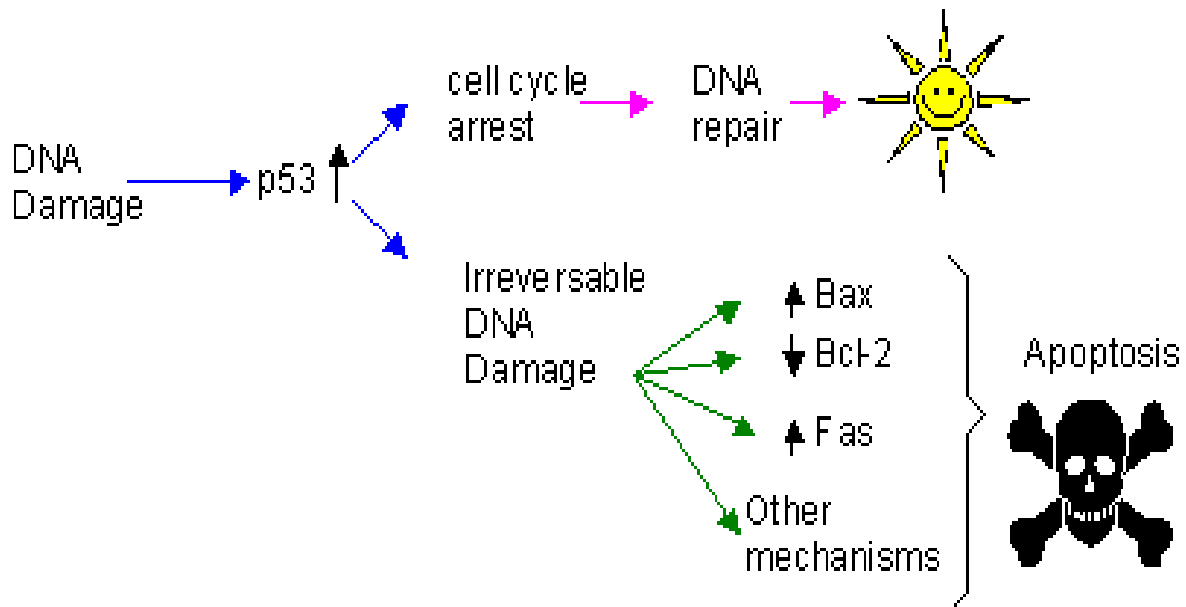 DNA
Damage
p53
cell cycle
arrest
DNA
repair
Irreversable
DNA
Damage
Bax
Bcl-2
Fas
Other
mechanisms
Apoptosis